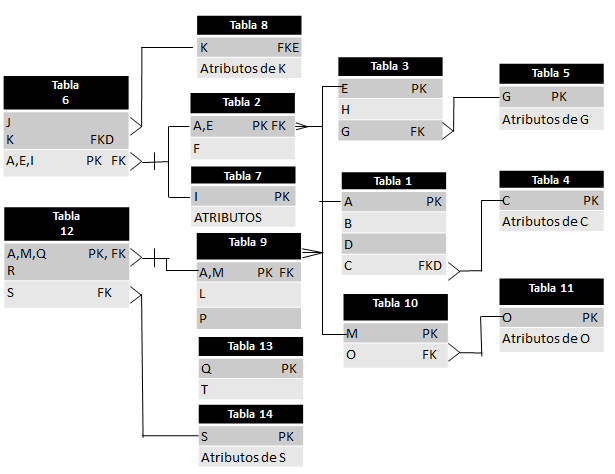 Tabla 8
K FKE
Atributos de K
Tabla
6
J
K FKD
A,E,I PK FK
Tabla 2
A,E PK FK
F
Tabla 7
I PK
ATRIBUTOS
Tabla 3
E PK
H
G FK
Tabla 5
G PK
Atributos de G
Tabla 1
A PK
B
D
C FKD
Tabla 4
C PK
Atributos de C
Tabla
12
A,M,Q PK, FK
R
S FK
Tabla 9
A,M PK FK
L
P
Tabla 10
M PK
O FK
Tabla 11
O PK
Atributos de O
Tabla 13
Q PK
T
Tabla 14
S PK
Atributos de S